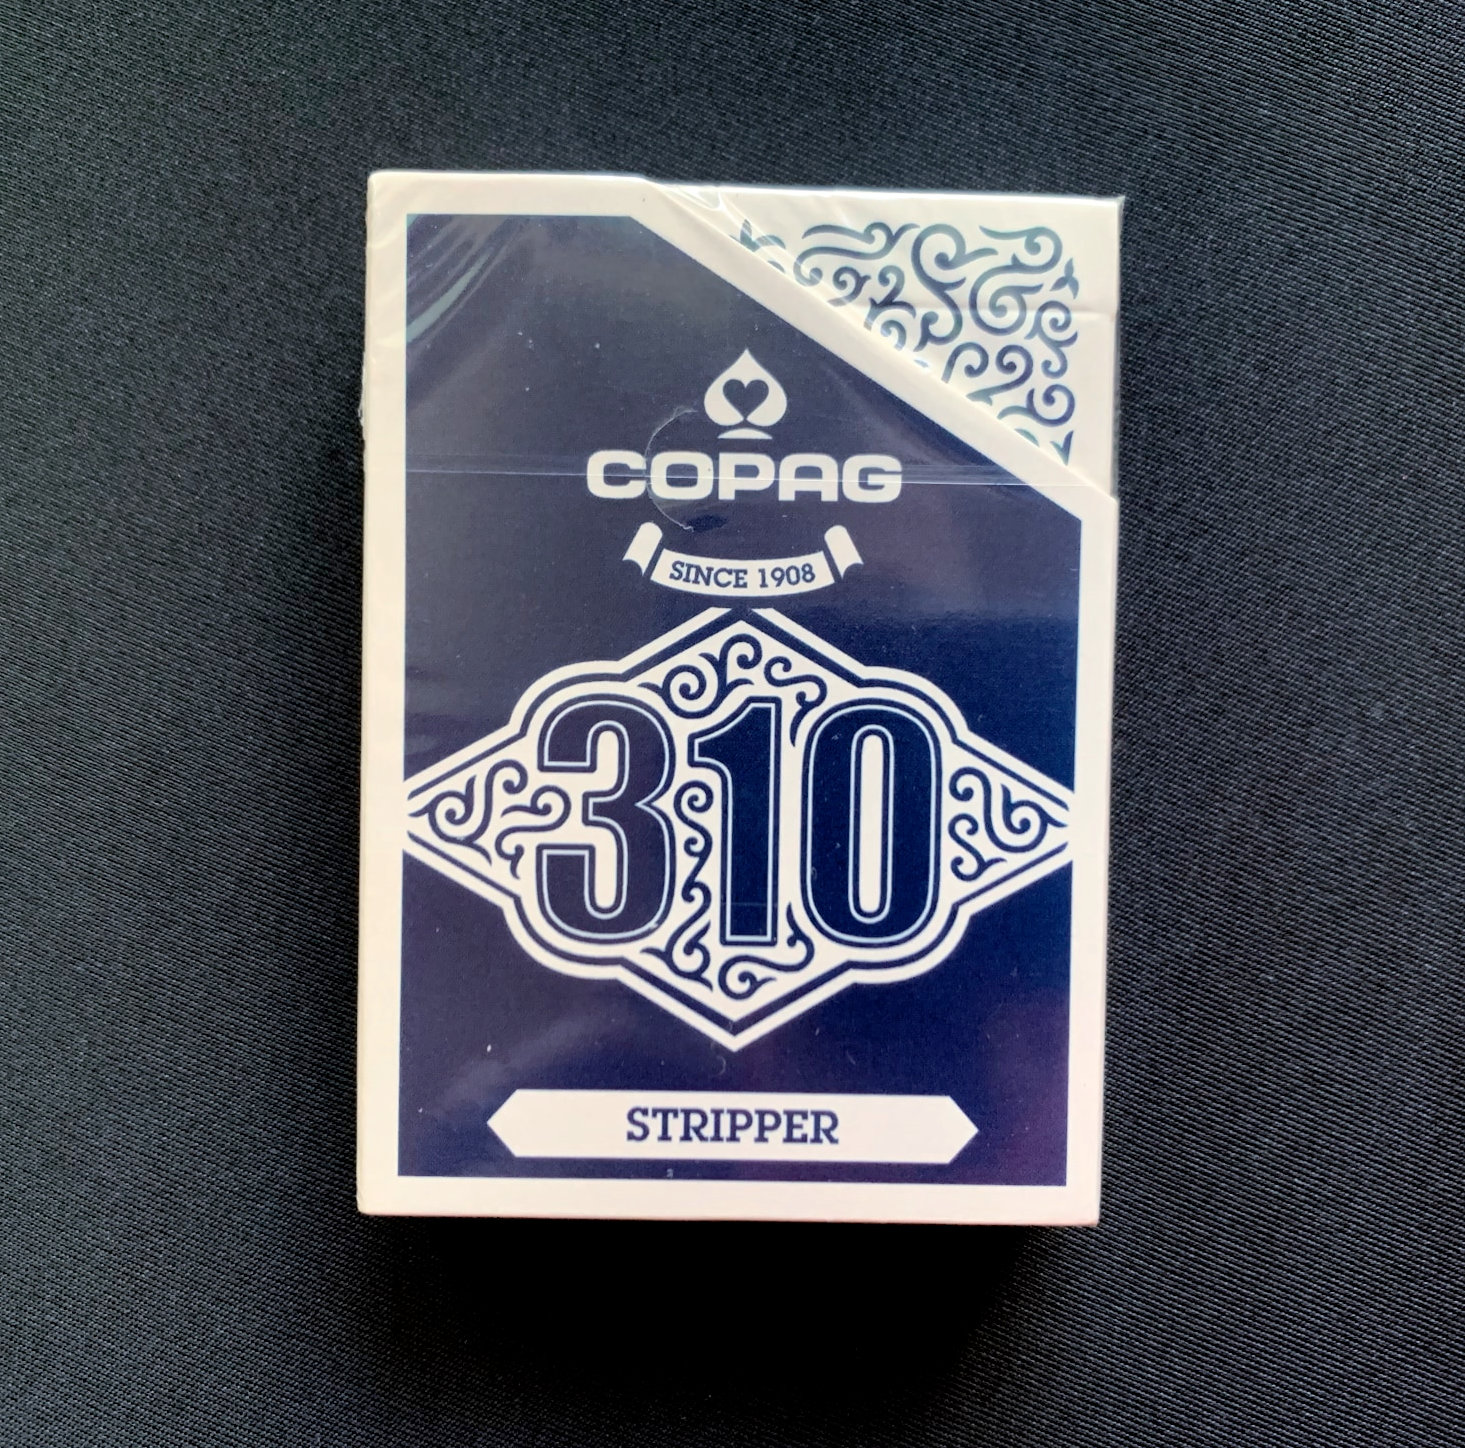 COPAG
SINCE 1908
310
STRIPPER